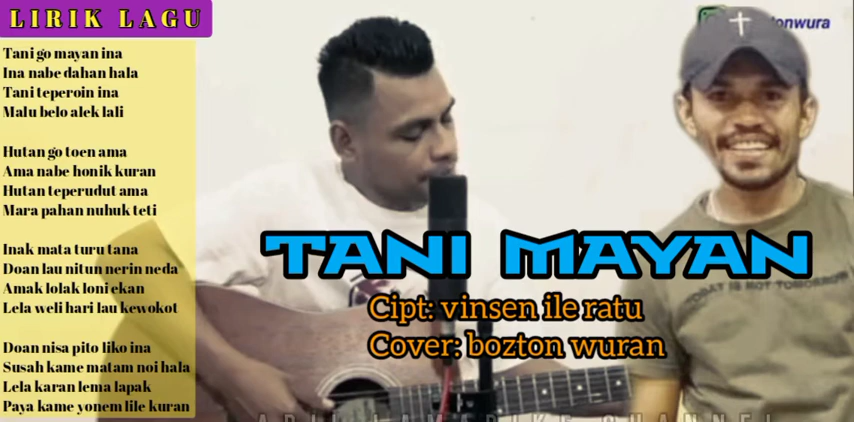 LIRIK LAGU
Tani go mayan ina
Ina nabe dahan hala
Tani teperoin ina
Malu belo alek lali
Hutan go toen ama
Ama nabe honik kuran
Hutan teperudut ama
Mara pahan nuhuk teti
Inak mata turu tana
Doan lau nitun nerin neda
Amak lolak loni ekan
Lela weli hari lau kewokot
Doan nisa pito liko ina
Susah kame matam noi hala
Lela karan lema lapak
Paya kame yonem lile kuran
TANI MAYAN
Cipt: vinsen ile ratu
Cover: bozton wuran
TODAY IS NOT TOMORROW